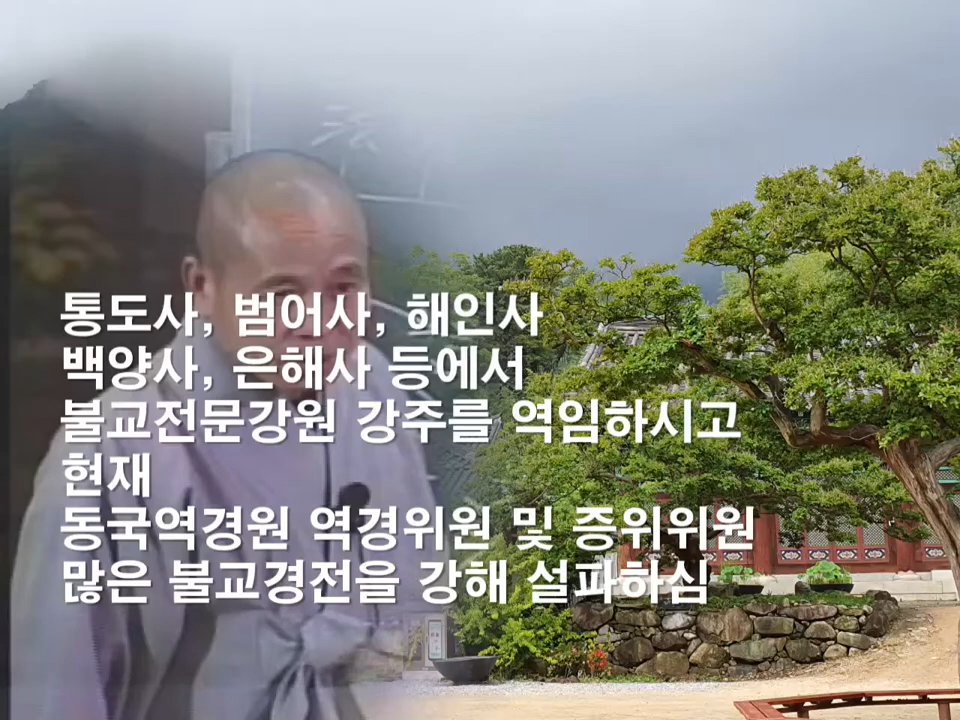 통도사, 범어사, 해인사
백양사, 은해사 등에서
불교전문강원 강주를 역임하시고
현재
동국역경원 역경위원 및 증위위원
많은 불교경전을 강해 설파하심